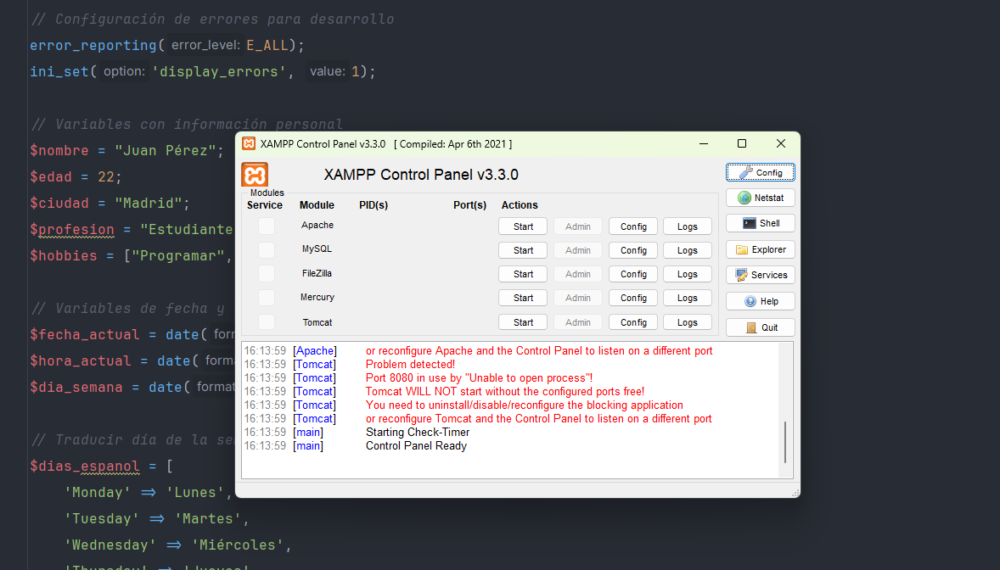 // Configuración de errores para desarrollo
error_reporting( error_level: E_ALL);
ini_set( option: 'display_errors', value: 1);
// Variables con información personal
$nombre = "Juan Pérez";
$edad = 22;
$ciudad = "Madrid";
$profesion = "Estudiante
$hobbies = ["Programar",
// Variables de fecha y
$fecha_actual = date(
$hora_actual = date(
$dia_semana = date( format
// Traducir día de la
$dias_espanol = [
'Monday' => 'Lunes',
'Tuesday' => 'Martes',
'Wednesday' => 'Miércoles',
'Thursday' => 'Jueves',
XAMPP Control Panel v3.3.0 [ Compiled: Apr 6th 2021 ]
XAMPP Control Panel v3.3.0
Config
Netstat
Shell
Explorer
Services
Help
Quit
Modules
Service Module PID(s) Port(s) Actions
Apache Start Admin Config Logs
MySQL Start Admin Config Logs
FileZilla Start Admin Config Logs
Mercury Start Admin Config Logs
Tomcat Start Admin Config Logs
16:13:59 [Apache] or reconfigure Apache and the Control Panel to listen on a different port
16:13:59 [Tomcat] Problem detected!
16:13:59 [Tomcat] Port 8080 in use by "Unable to open process"!
16:13:59 [Tomcat] Tomcat WILL NOT start without the configured ports free!
16:13:59 [Tomcat] You need to uninstall/disable/reconfigure the blocking application
16:13:59 [Tomcat] or reconfigure Tomcat and the Control Panel to listen on a different port
16:13:59 [main] Starting Check-Timer
16:13:59 [main] Control Panel Ready